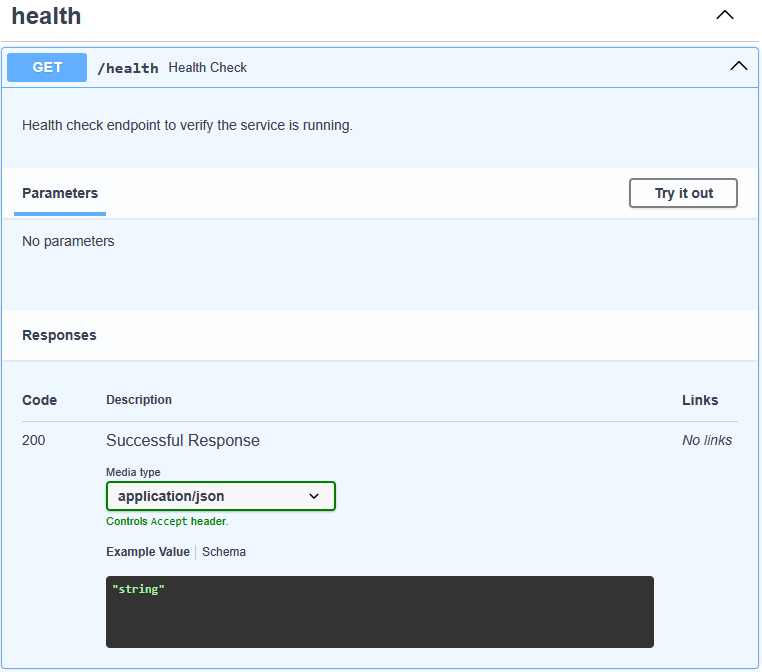 health
GET /health Health Check
Health check endpoint to verify the service is running.
Parameters Try it out
No parameters
Responses
Code Description Links
200 Successful Response No links
Media type
application/json
Controls Accept header.
Example Value Schema
"string"